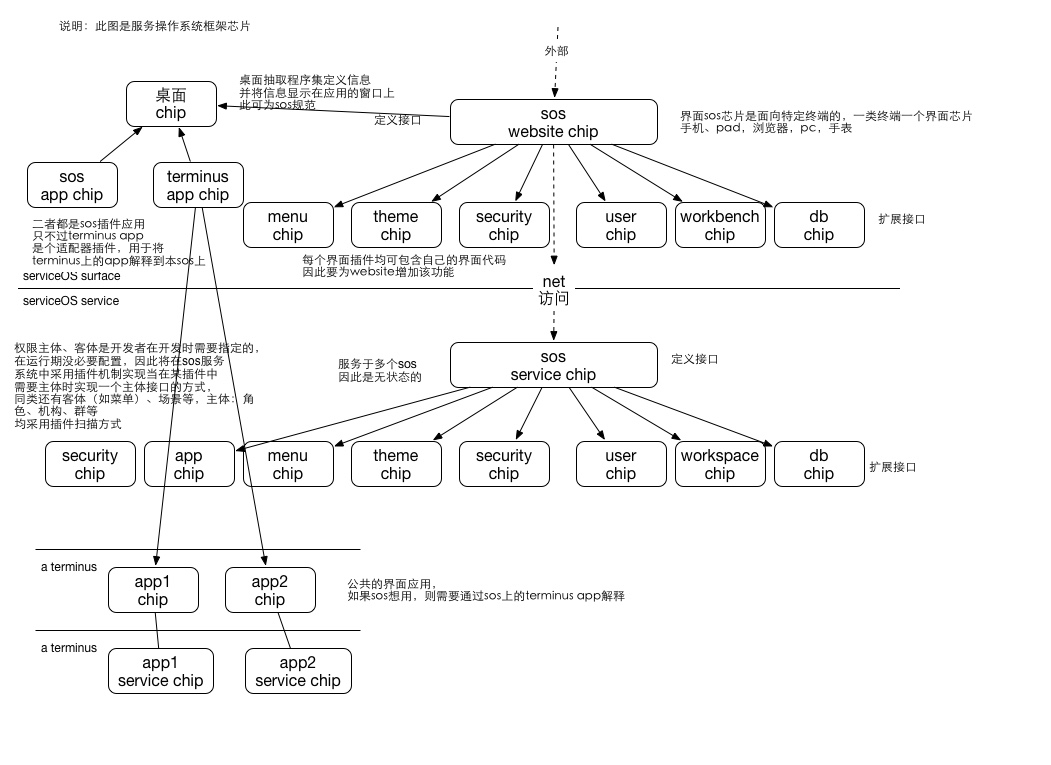 说明：此图是服务操作系统框架芯片
外部
桌面
chip
桌面抽取程序集定义信息
并将信息显示在应用的窗口上
此可为sos规范
定义接口
sos
website chip
界面sos芯片是面向特定终端的，一类终端一个界面芯片
手机、pad，浏览器，pc，手表
sos
app chip
terminus
app chip
menu
chip
theme
chip
security
chip
user
chip
workbench
chip
db
chip
扩展接口
二者都是sos插件应用
只不过terminus app
是个适配器插件，用于将
terminus上的app解释到本sos上
每个界面插件均可包含自己的界面代码
因此要为website增加该功能
serviceOS surface
net
访问
serviceOS service
权限主体、客体是开发者在开发时需要指定的，
在运行期没必要配置，因此将在sos服务
系统中采用插件机制实现当在某插件中
需要主体时实现一个主体接口的方式，
同类还有客体（如菜单）、场景等，主体：角
色、机构、群等
均采用插件扫描方式
服务于多个sos
因此是无状态的
sos
service chip
定义接口
security
chip
app
chip
menu
chip
theme
chip
security
chip
user
chip
workspace
chip
db
chip
扩展接口
a terminus
app1
chip
app2
chip
公共的界面应用，
如果sos想用，则需要通过sos上的terminus app解释
a terminus
app1
service chip
app2
service chip